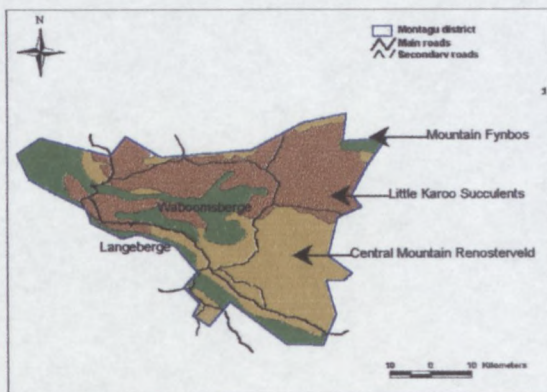 N
Montagu district
Main roads
Secondary roads
Mountain Fynbos
Little Karoo Succulents
Waboomsberge
Langeberge
Central Mountain Renosterveld
10 0 10 Kilometers